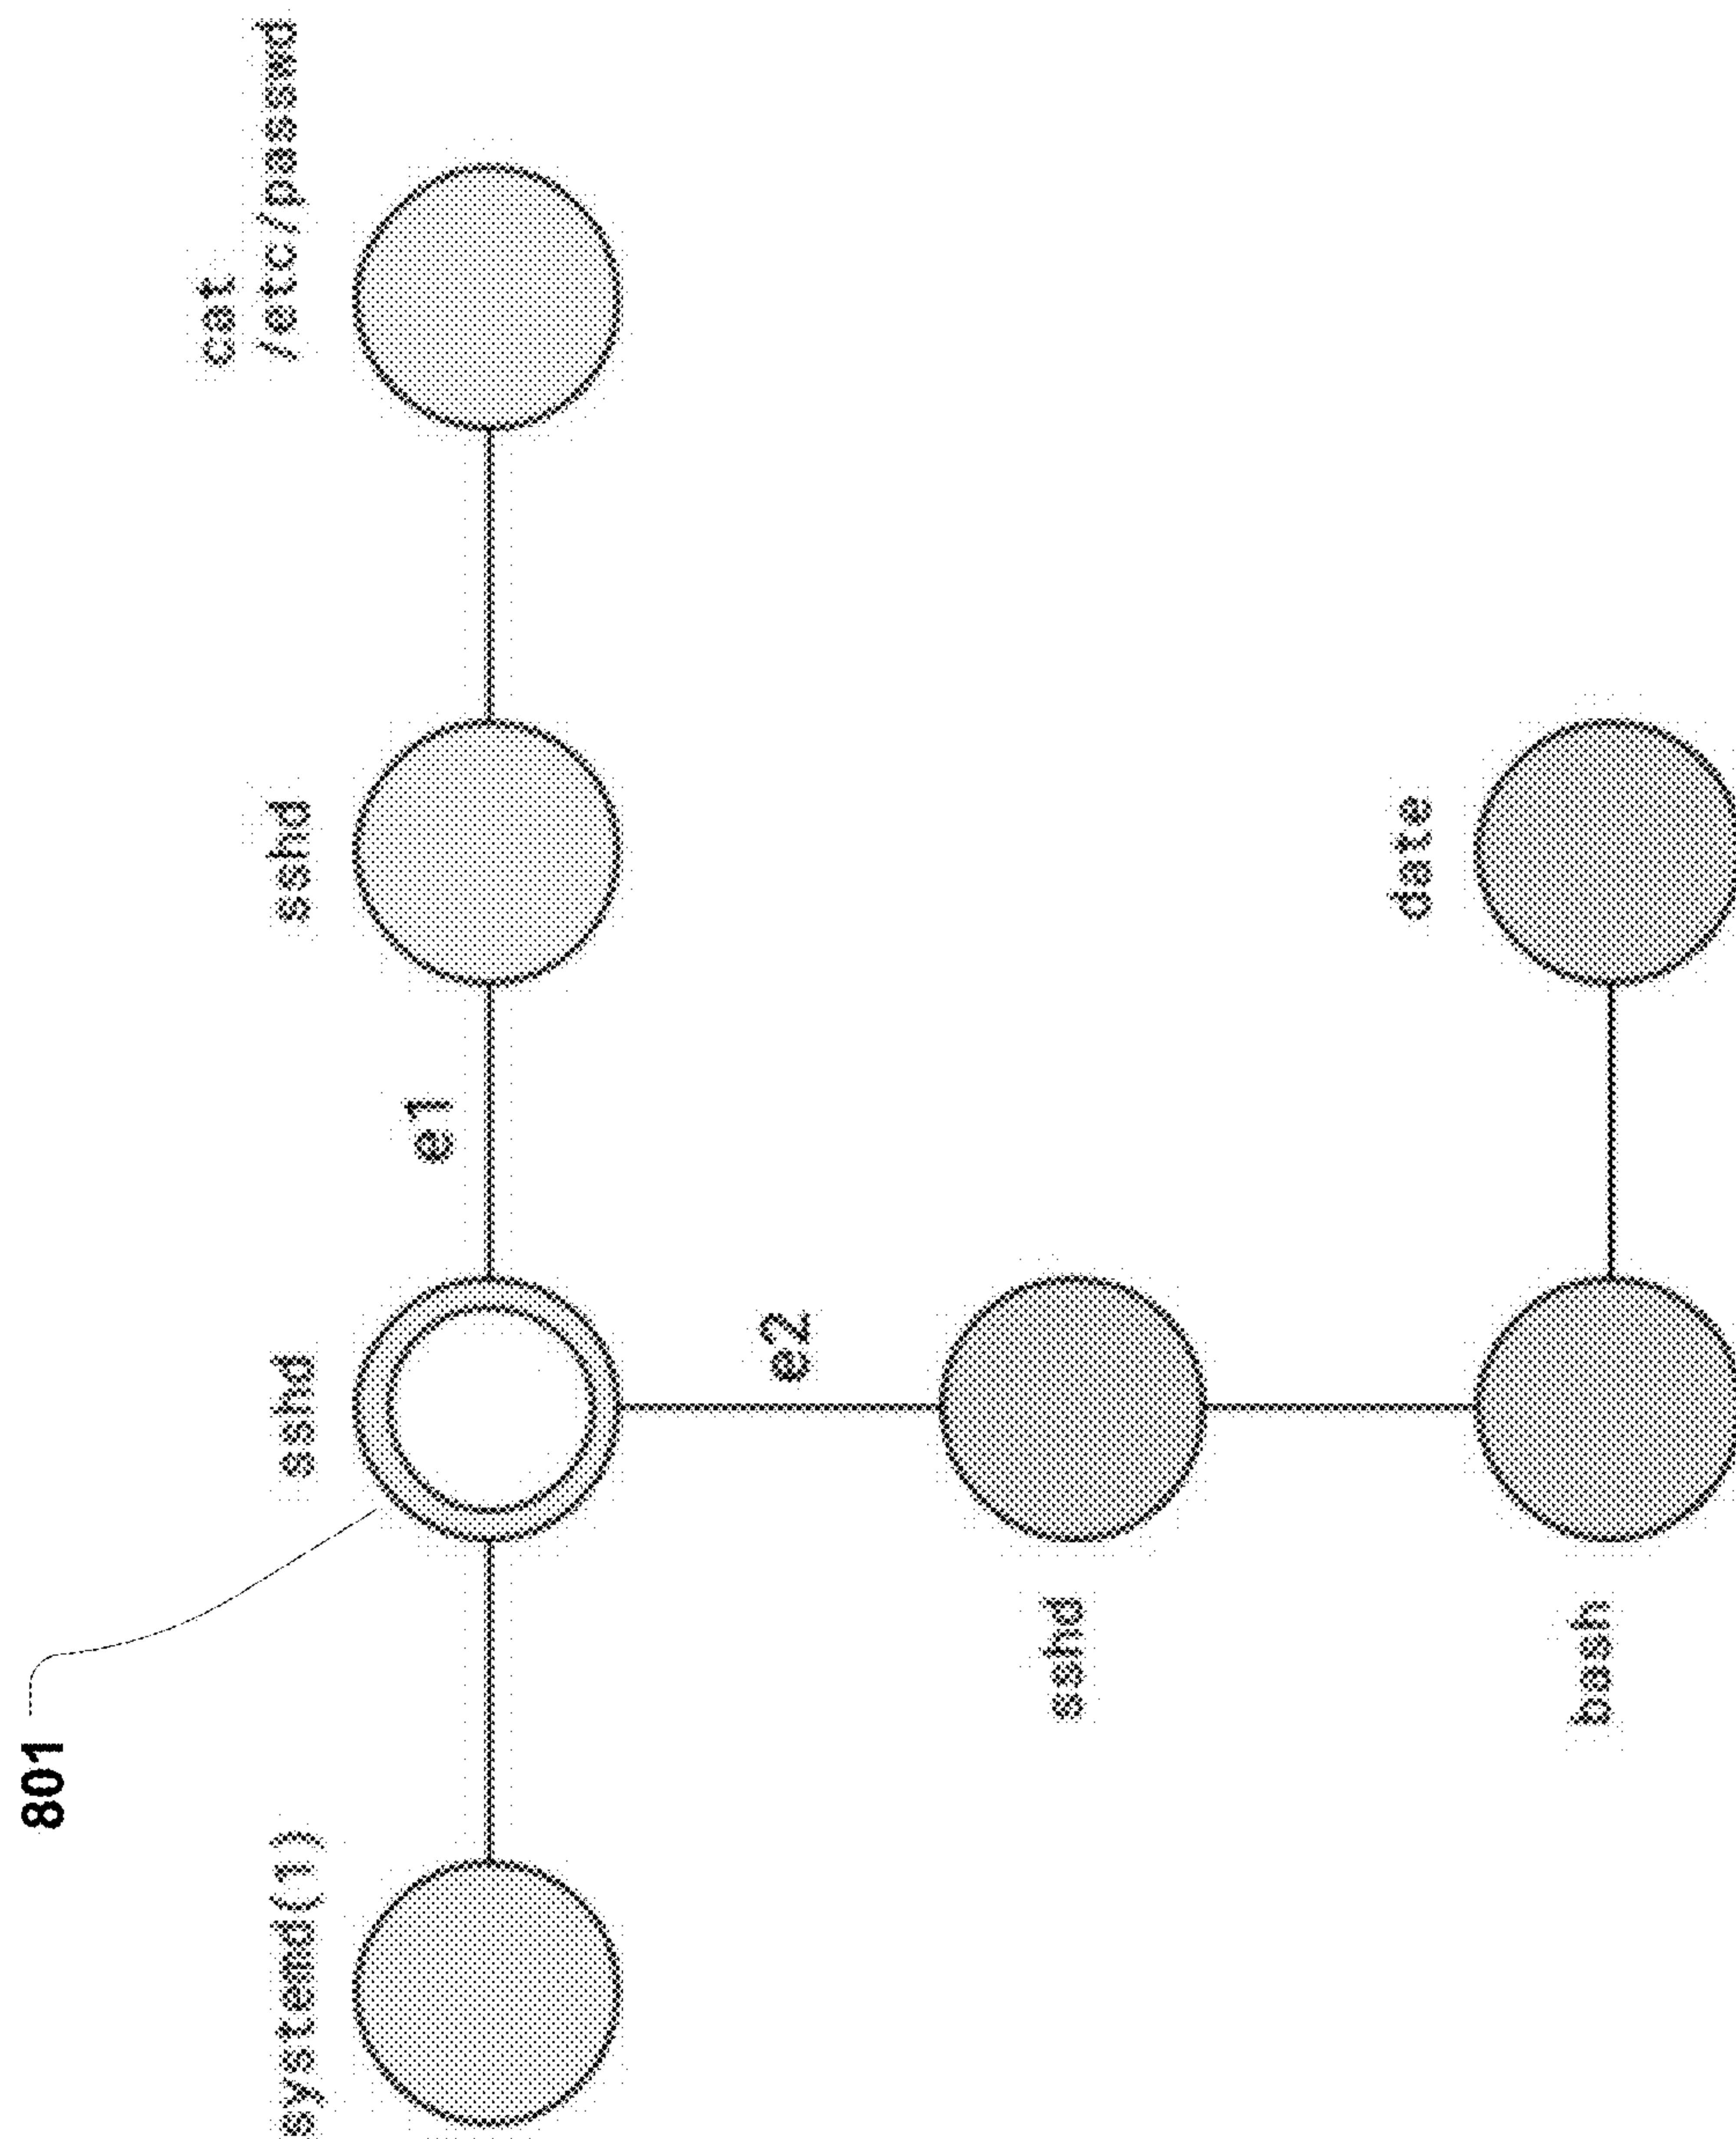 801
systemd(1)
sshd
e1
sshd
cat
/etc/passwd
e2
sshd
bash
date